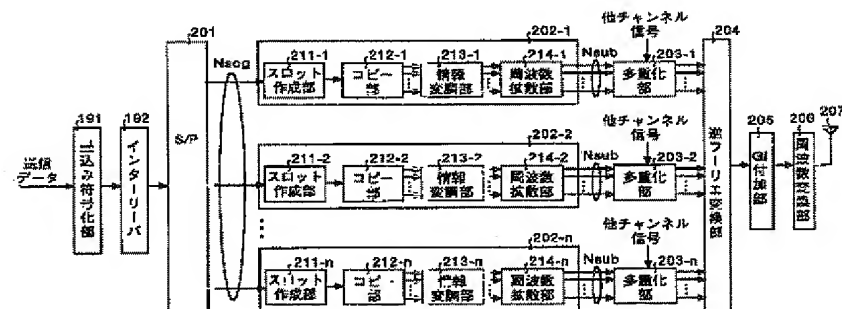 他チャンネル
信号
201
202-1
204
Nseg
211-1
212-1
213-1
214-1
Nsub
203-1
スロット
作成部
コピー
部
情報
変調部
周波数
拡散部
多重化
部
191
192
S/P
他チャンネル
信号
202-2
205
206
207
送信
データ
畳込み符号化部
インターリーバ
211-2
212-2
213-2
214-2
Nsub
203-2
スロット
作成部
コピー
部
情報
変調部
周波数
拡散部
多重化
部
逆フーリエ変換部
GI付加部
周波数変換部
他チャンネル
信号
202-n
211-n
212-n
213-n
214-n
Nsub
203-n
スロット
作成部
コピー
部
情報
変調部
周波数
拡散部
多重化
部